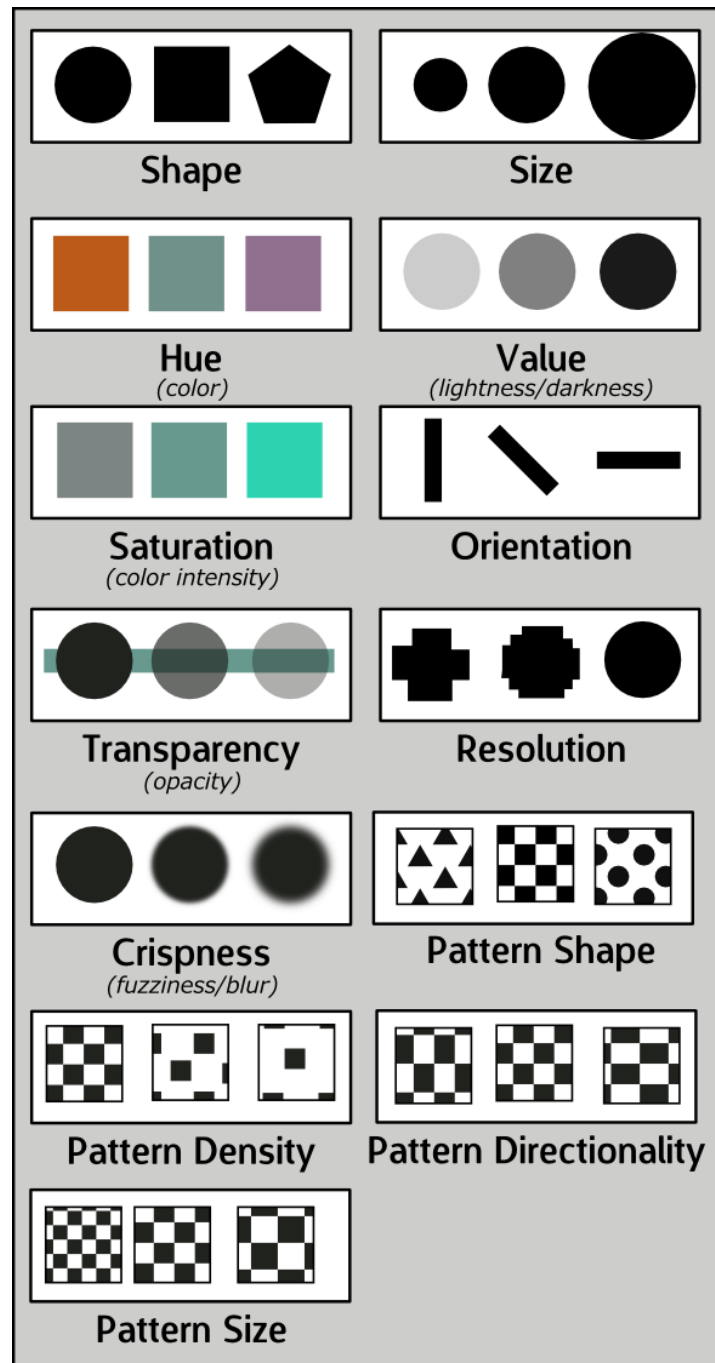 Shape
Size
Hue
(color)
Value
(lightness/darkness)
Saturation
(color intensity)
Orientation
Transparency
(opacity)
Resolution
Crispness
(fuzziness/blur)
Pattern Shape
Pattern Density
Pattern Directionality
Pattern Size